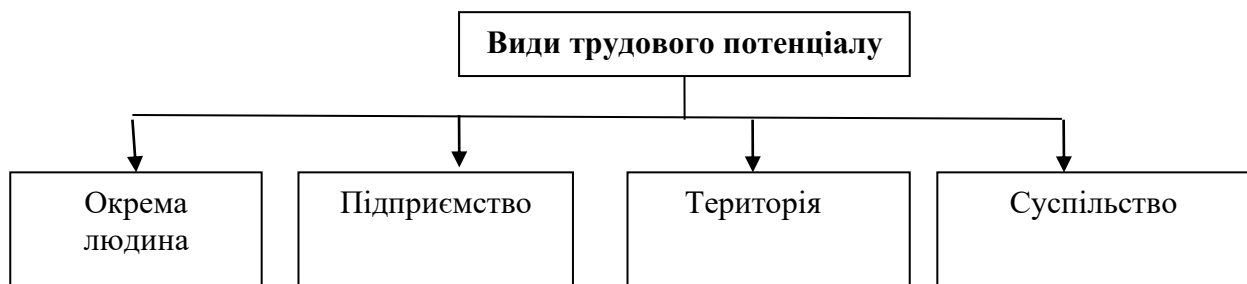 Види трудового потенціалу
Окрема
людина
Підприємство
Територія
Суспільство